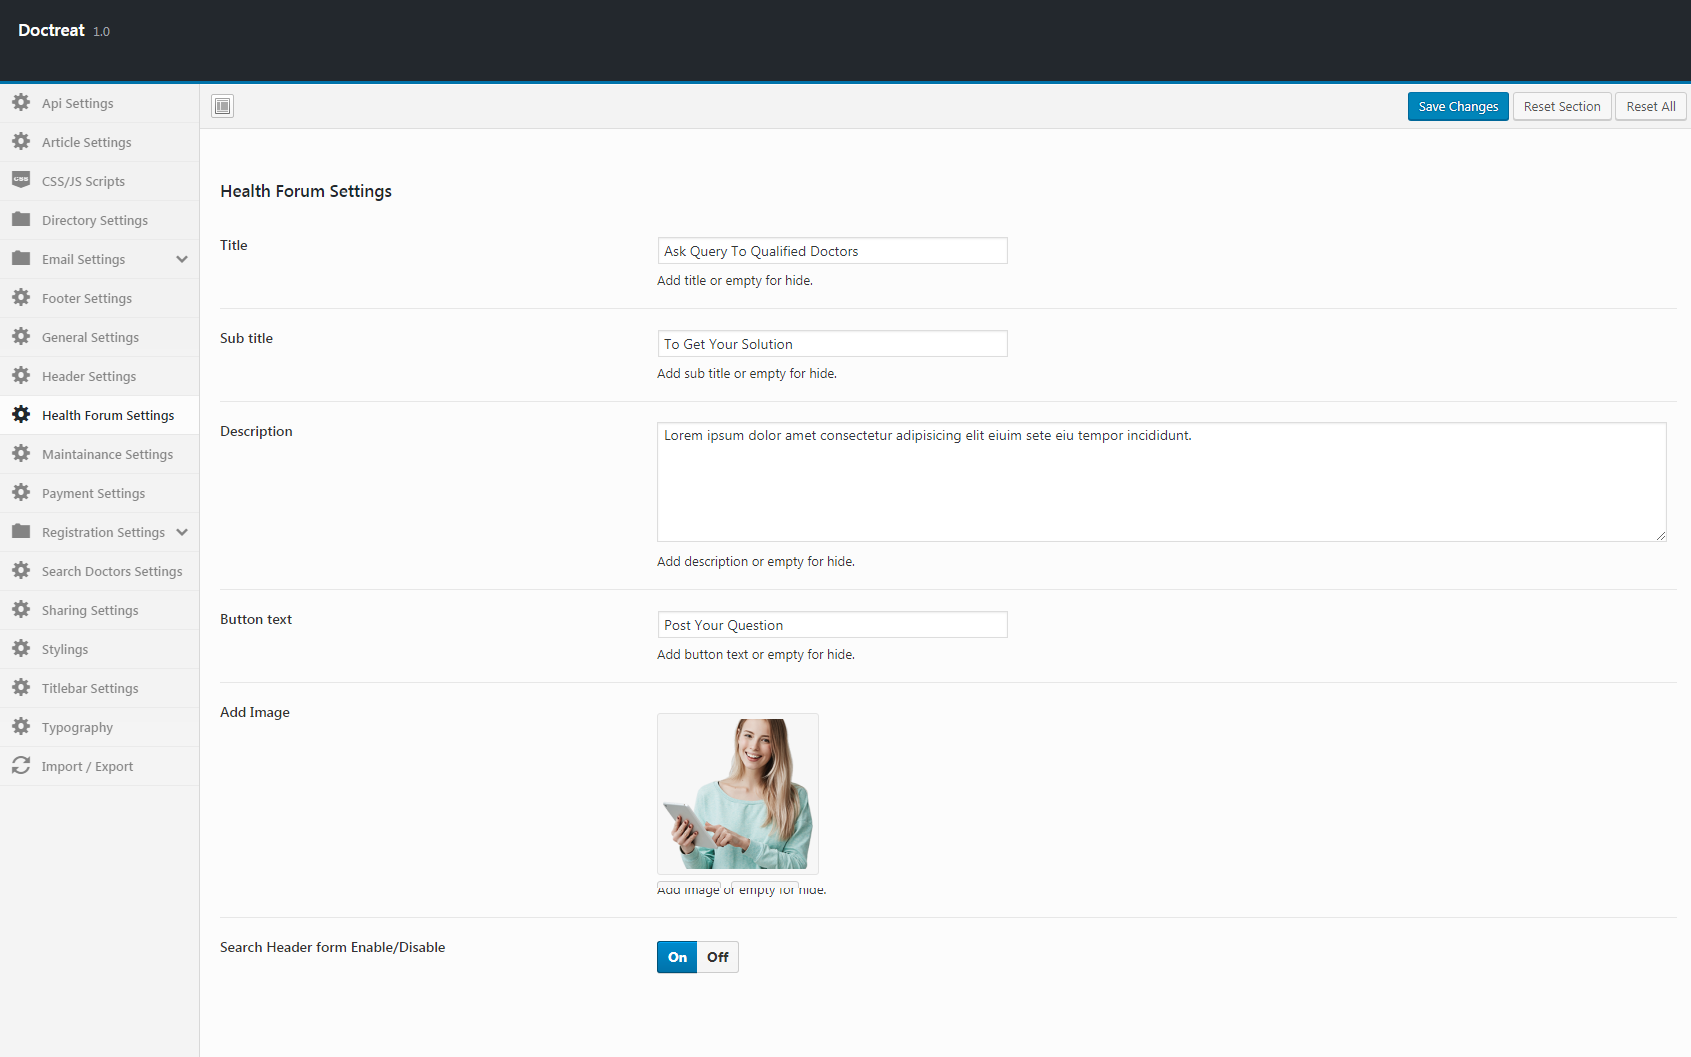 Doctreat 1.0
Save Changes Reset Section Reset All
Api Settings
Article Settings
CSS
CSS/JS Scripts
Directory Settings
Email Settings
Footer Settings
General Settings
Header Settings
Health Forum Settings
Maintainance Settings
Payment Settings
Registration Settings
Search Doctors Settings
Sharing Settings
Stylings
Titlebar Settings
Typography
Import / Export
Health Forum Settings
Title
Ask Query To Qualified Doctors
Add title or empty for hide.
Sub title
To Get Your Solution
Add sub title or empty for hide.
Description
Lorem ipsum dolor amet consectetur adipisicing elit eiuim sete eiu tempor incididunt.
Add description or empty for hide.
Button text
Post Your Question
Add button text or empty for hide.
Add Image
Add image or empty for hide.
Search Header form Enable/Disable
On Off